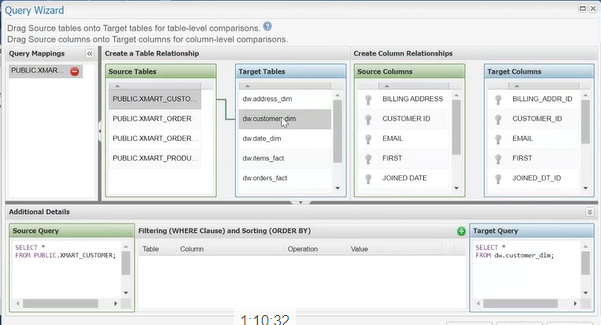 Query Wizard
Drag Source tables onto Target tables for table-level comparisons.
Drag Source columns onto Target columns for column-level comparisons.
Query Mappings
Create a Table Relationship
Create Column Relationships
PUBLIC.XMAR...
Source Tables
Target Tables
Source Columns
Target Columns
PUBLIC.XMART_CUSTO...
dw.address_dim
BILLING ADDRESS
BILLING_ADDR_ID
PUBLIC.XMART_ORDER
dw.customer_dim
CUSTOMER ID
CUSTOMER_ID
PUBLIC.XMART_ORDER...
dw.date_dim
EMAIL
EMAIL
PUBLIC.XMART_PRODU...
dw.items_fact
FIRST
FIRST
dw.orders_fact
JOINED DATE
JOINED_DT_ID
Additional Details
Source Query
Filtering (WHERE Clause) and Sorting (ORDER BY)
Target Query
SELECT *
FROM PUBLIC.XMART_CUSTOMER;
Table Column Operation Value
SELECT *
FROM dw.customer_dim;
1:10:32